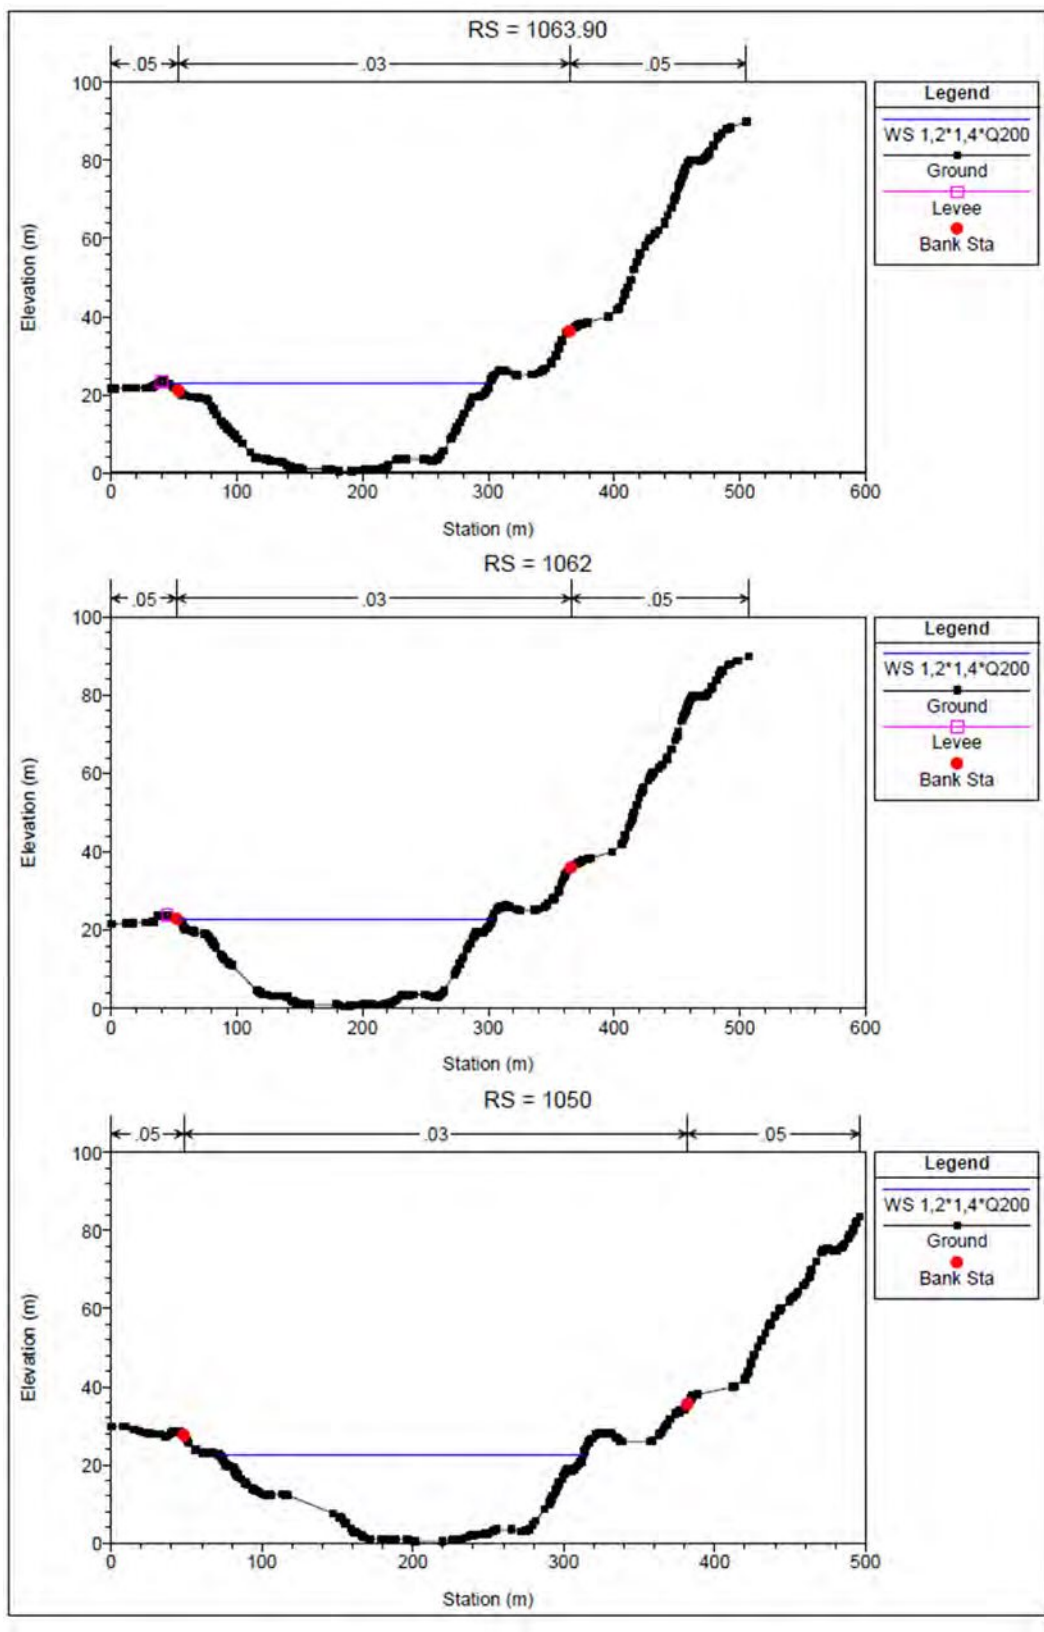 RS = 1063.90
.05 .03 .05
100
80
60
40
20
0
0 100 200 300 400 500 600
Elevation (m)
Station (m)
Legend
WS 1,2*1,4*Q200
Ground
Levee
Bank Sta
RS = 1062
.05 .03 .05
100
80
60
40
20
0
0 100 200 300 400 500 600
Elevation (m)
Station (m)
Legend
WS 1,2*1,4*Q200
Ground
Levee
Bank Sta
RS = 1050
.05 .03 .05
100
80
60
40
20
0
0 100 200 300 400 500
Elevation (m)
Station (m)
Legend
WS 1,2*1,4*Q200
Ground
Bank Sta